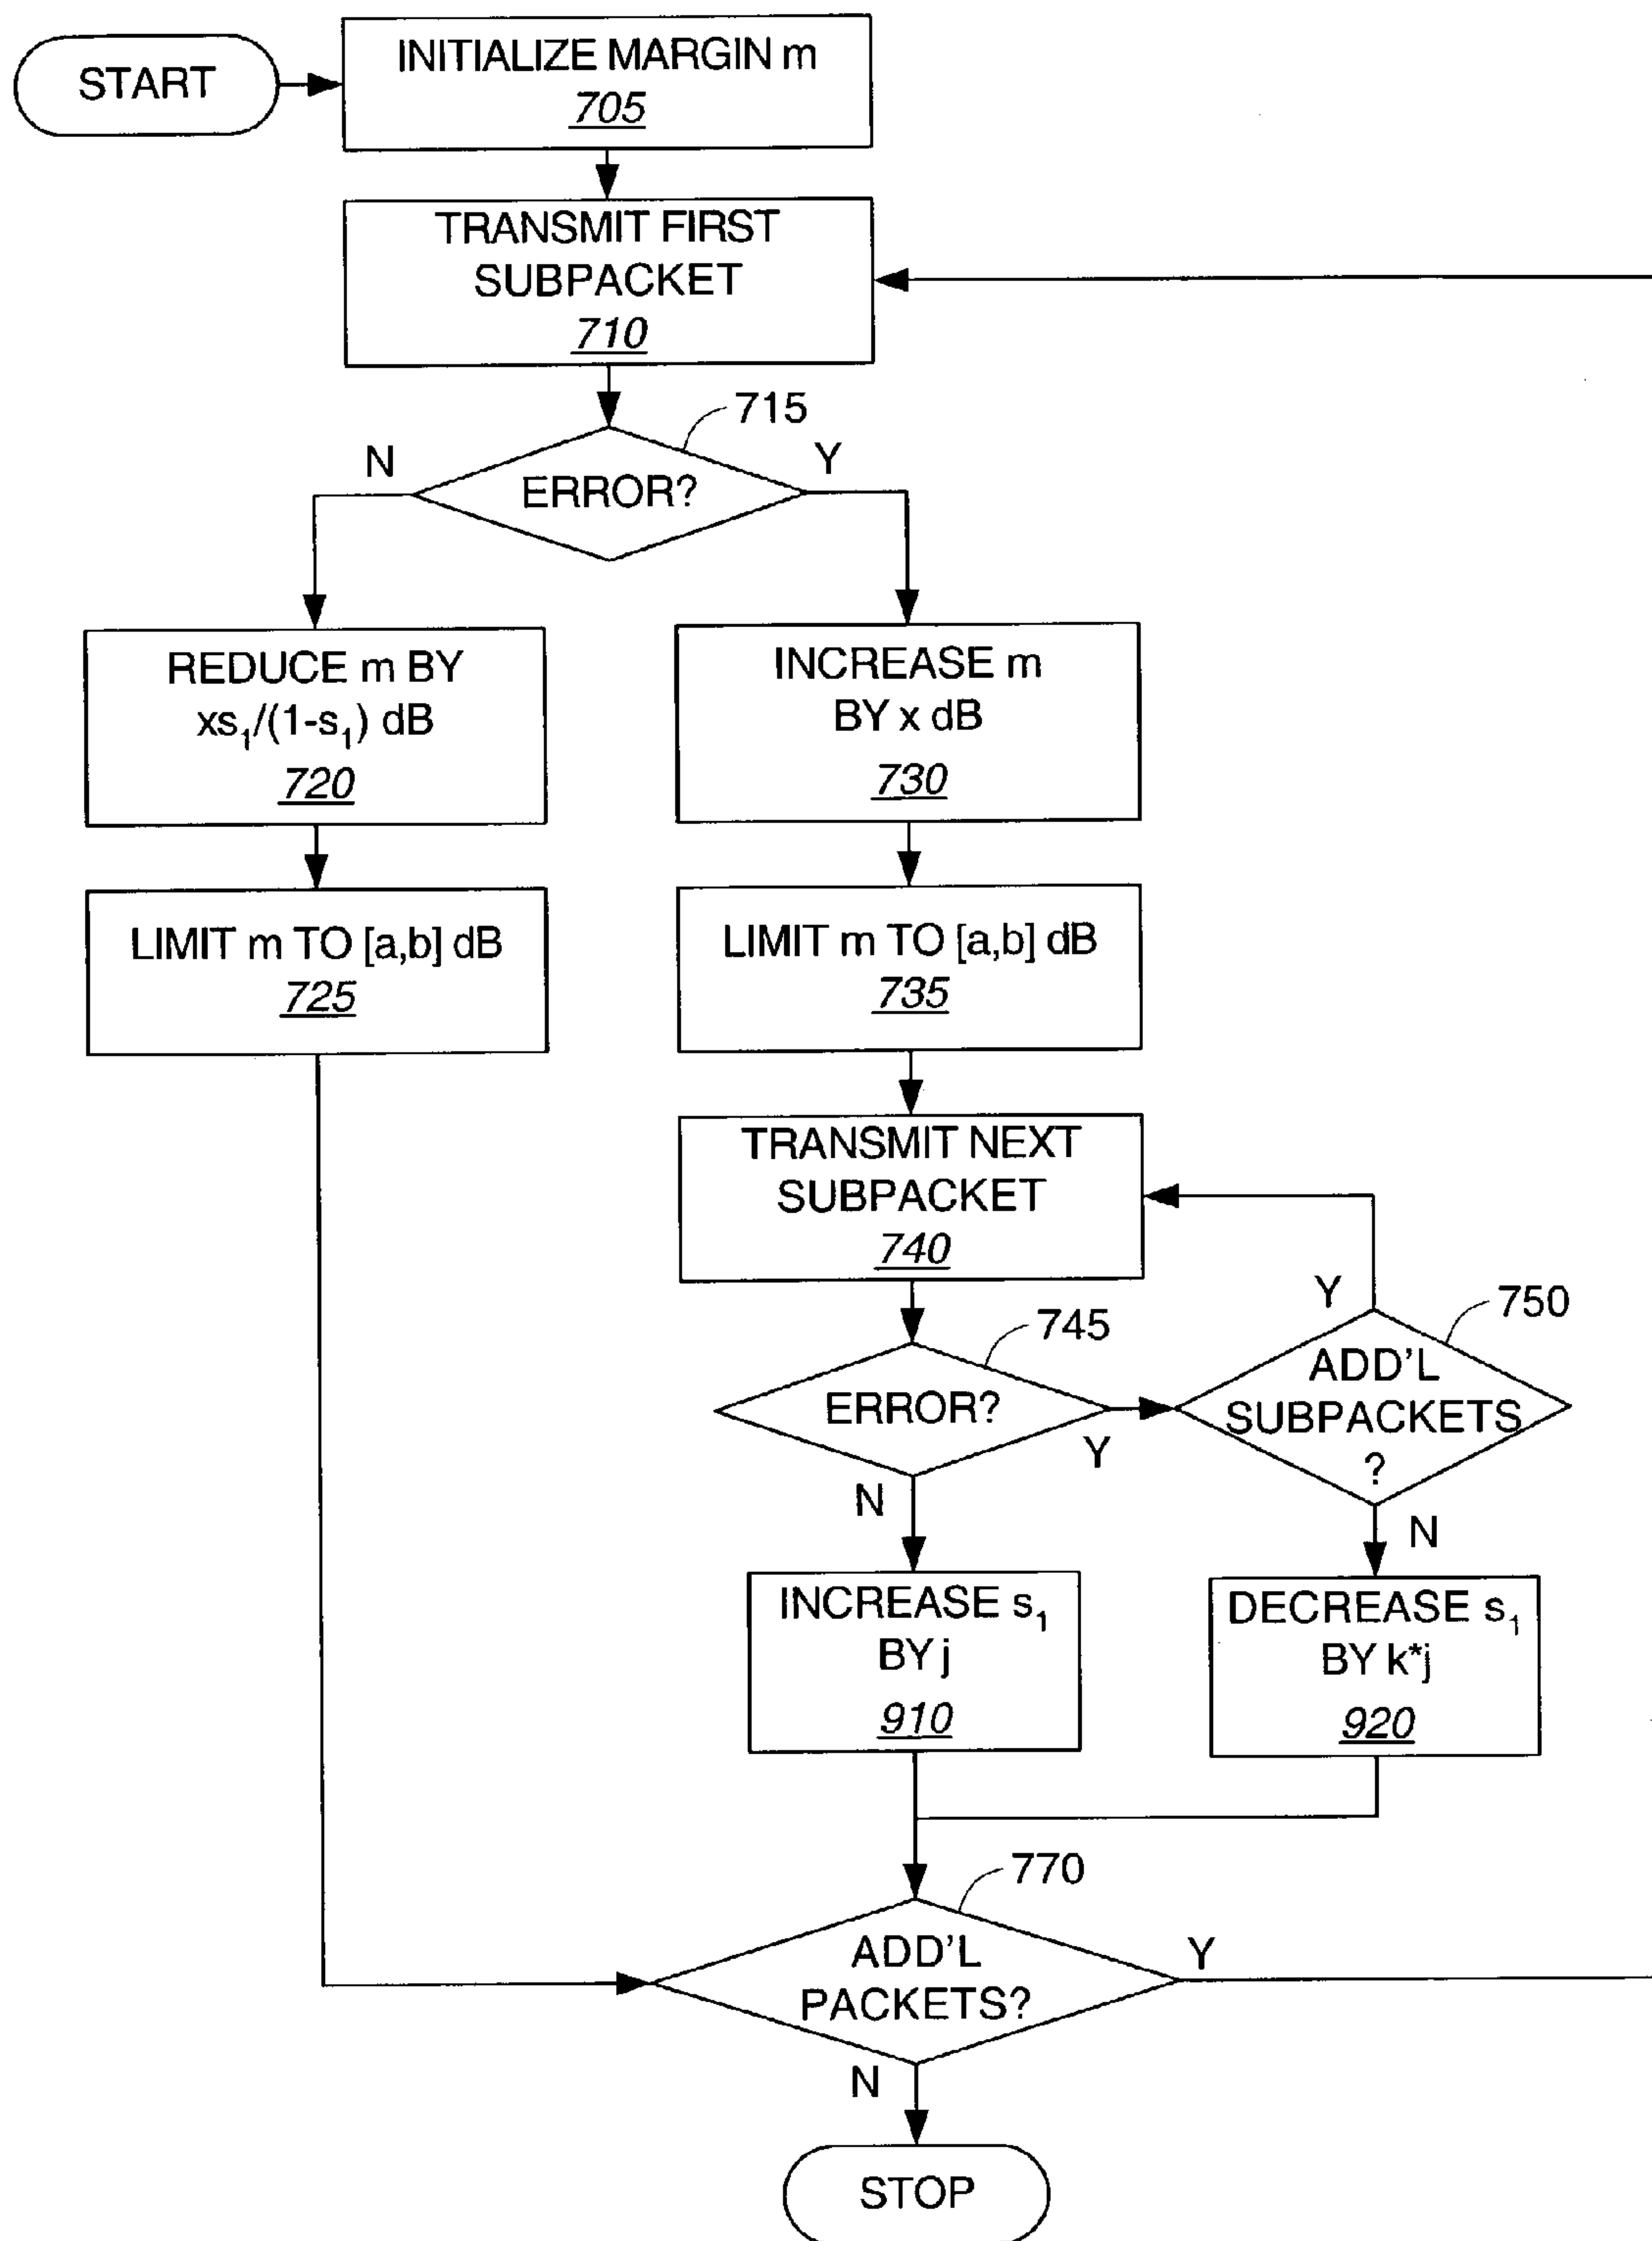 START
INITIALIZE MARGIN m
705
TRANSMIT FIRST
SUBPACKET
710
715
N
Y
ERROR?
REDUCE m BY
xs₁/(1-s₁) dB
720
INCREASE m
BY x dB
730
LIMIT m TO [a,b] dB
725
LIMIT m TO [a,b] dB
735
TRANSMIT NEXT
SUBPACKET
740
745
ERROR?
Y
N
Y
750
ADD'L
SUBPACKETS
?
N
INCREASE s₁
BY j
910
DECREASE s₁
BY k*j
920
770
ADD'L
PACKETS?
Y
N
STOP